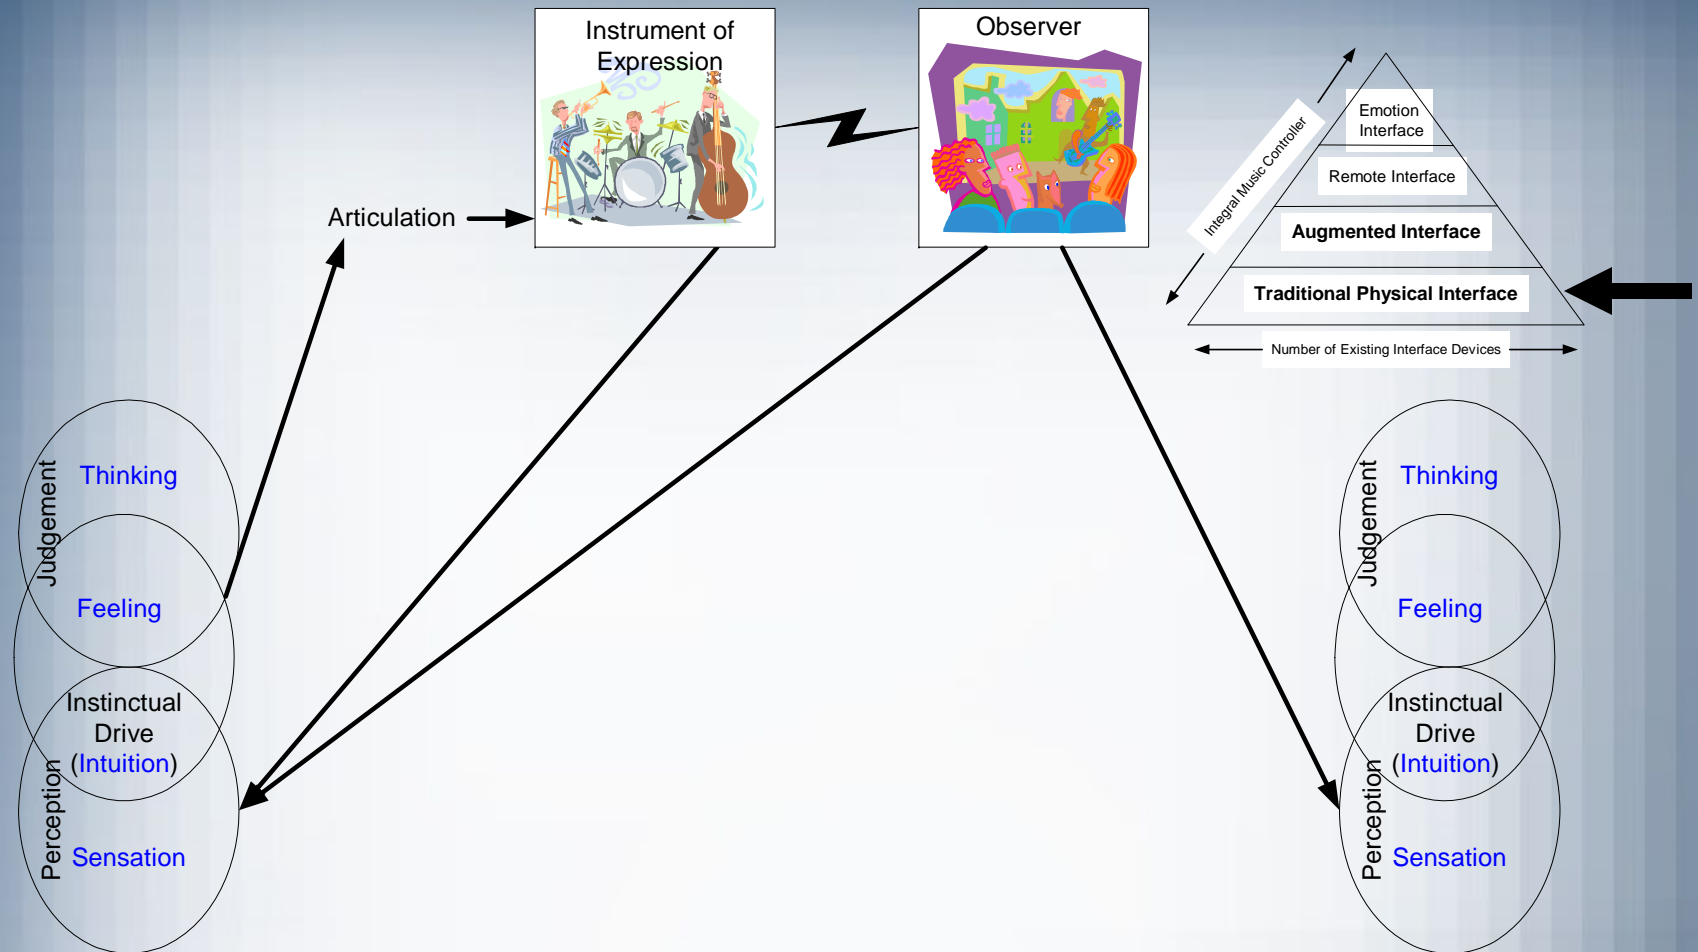 Instrument of
Expression
Observer
Emotion
Interface
Remote Interface
Augmented Interface
Traditional Physical Interface
Integral Music Controller
Number of Existing Interface Devices
Articulation
Judgement
Thinking
Feeling
Instinctual
Drive
(Intuition)
Perception
Sensation
Judgement
Thinking
Feeling
Instinctual
Drive
(Intuition)
Perception
Sensation